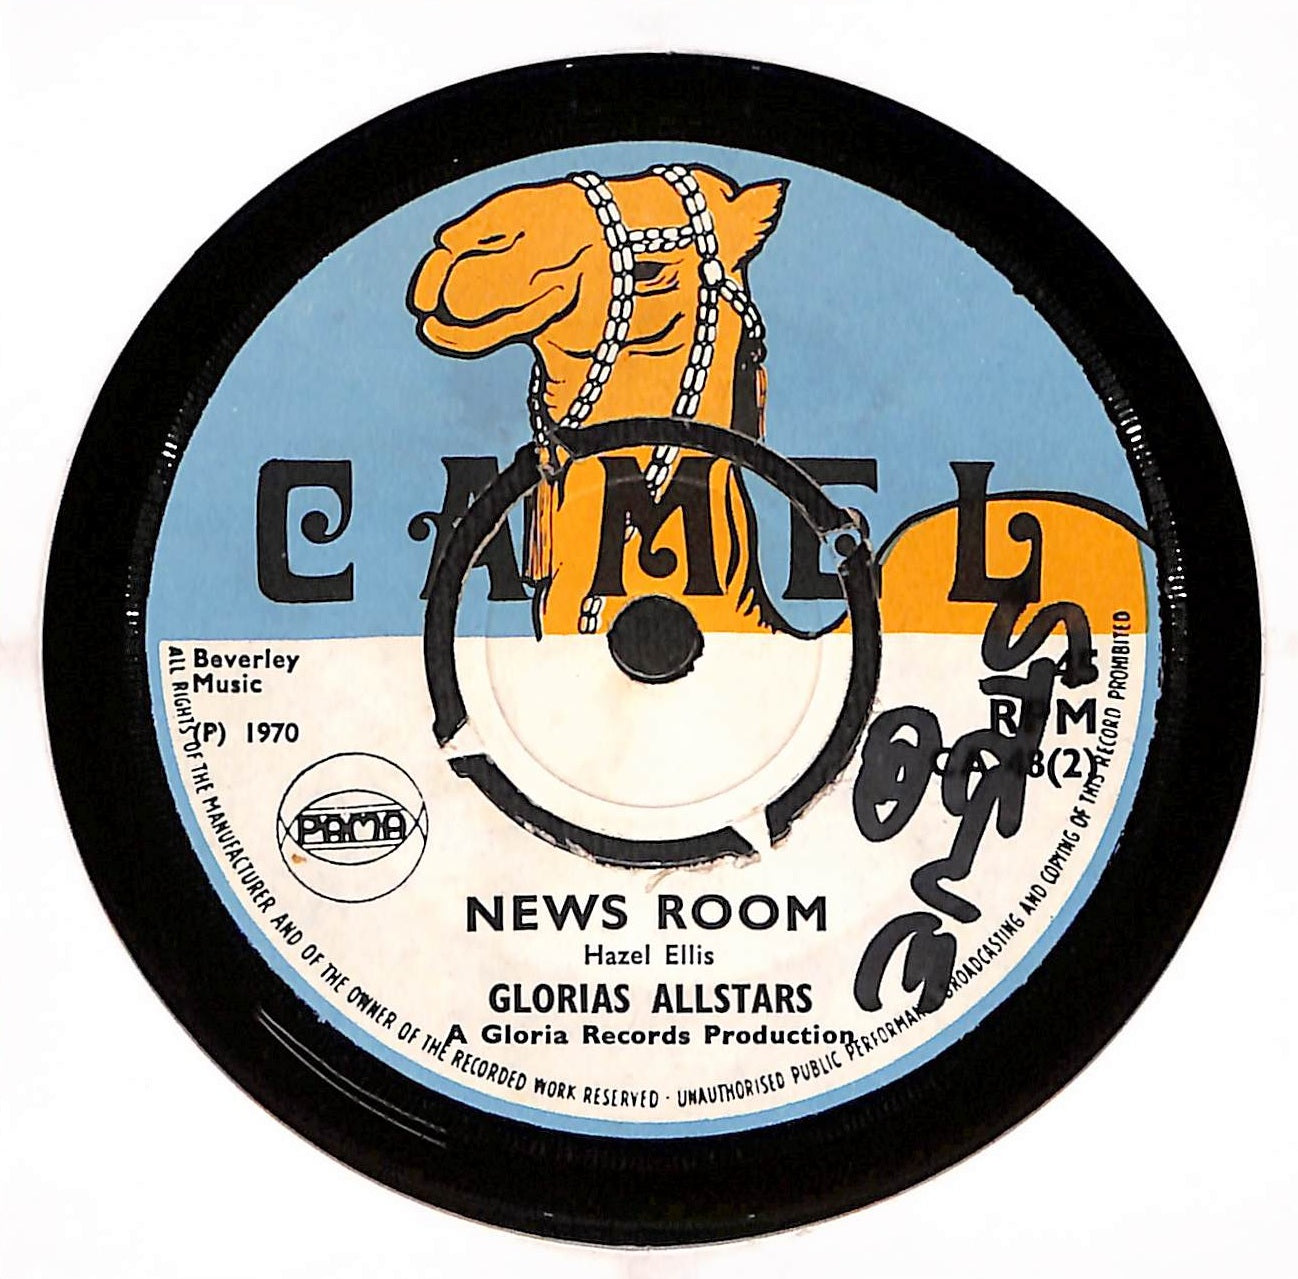 CAMEL
Beverley
Music
(P) 1970
45
RPM
PAMA
NEWS ROOM
Hazel Ellis
GLORIAS ALLSTARS
A Gloria Records Production
ALL RIGHTS OF THE MANUFACTURER AND OF THE OWNER OF THE RECORDED WORK RESERVED · UNAUTHORISED PUBLIC BROADCASTING AND COPYING OF THIS RECORD PROHIBITED